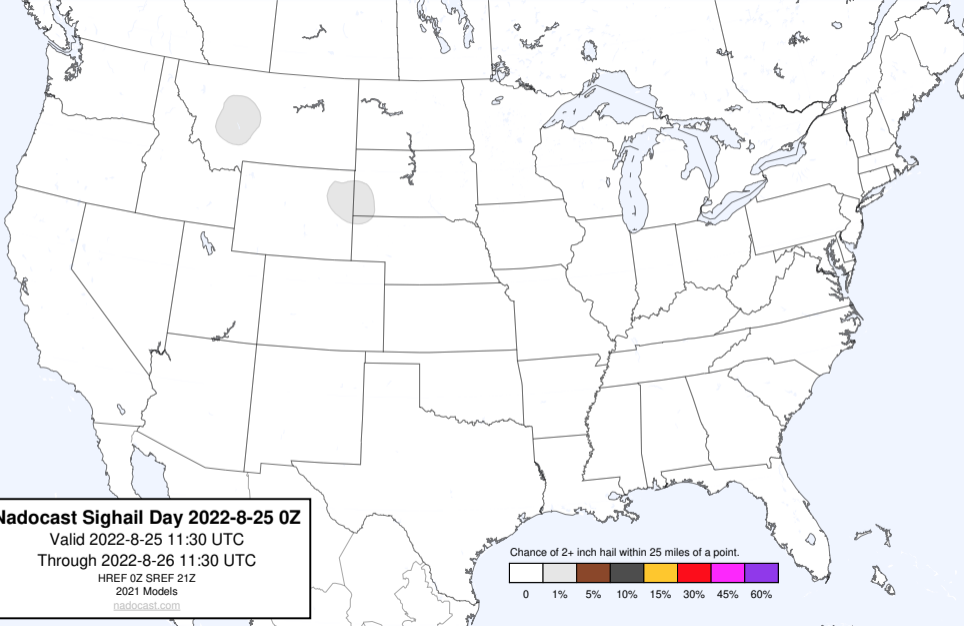 Nadocast Sighail Day 2022-8-25 0Z
Valid 2022-8-25 11:30 UTC
Through 2022-8-26 11:30 UTC
HREF 0Z SREF 21Z
2021 Models
nadocast.com
Chance of 2+ inch hail within 25 miles of a point.
0 1% 5% 10% 15% 30% 45% 60%